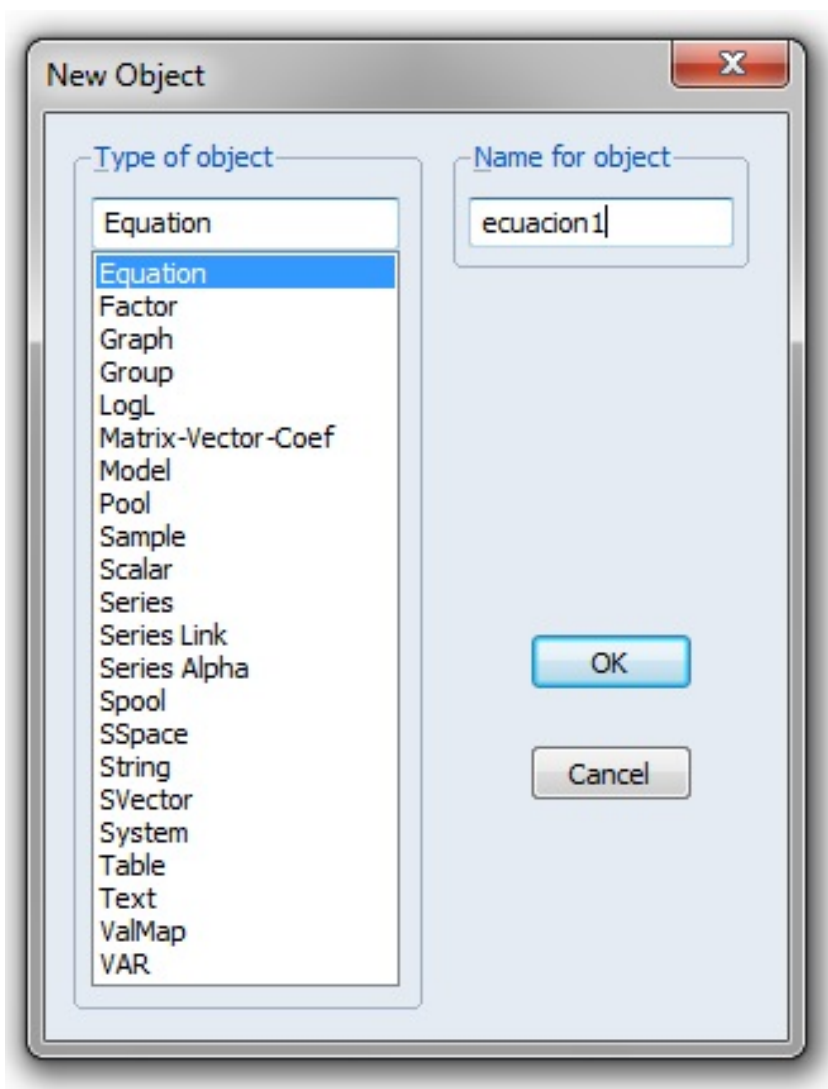 New Object
Type of object
Equation
Equation
Factor
Graph
Group
LogL
Matrix-Vector-Coef
Model
Pool
Sample
Scalar
Series
Series Link
Series Alpha
Spool
SSpace
String
SVector
System
Table
Text
ValMap
VAR
Name for object
ecuacion1
OK
Cancel